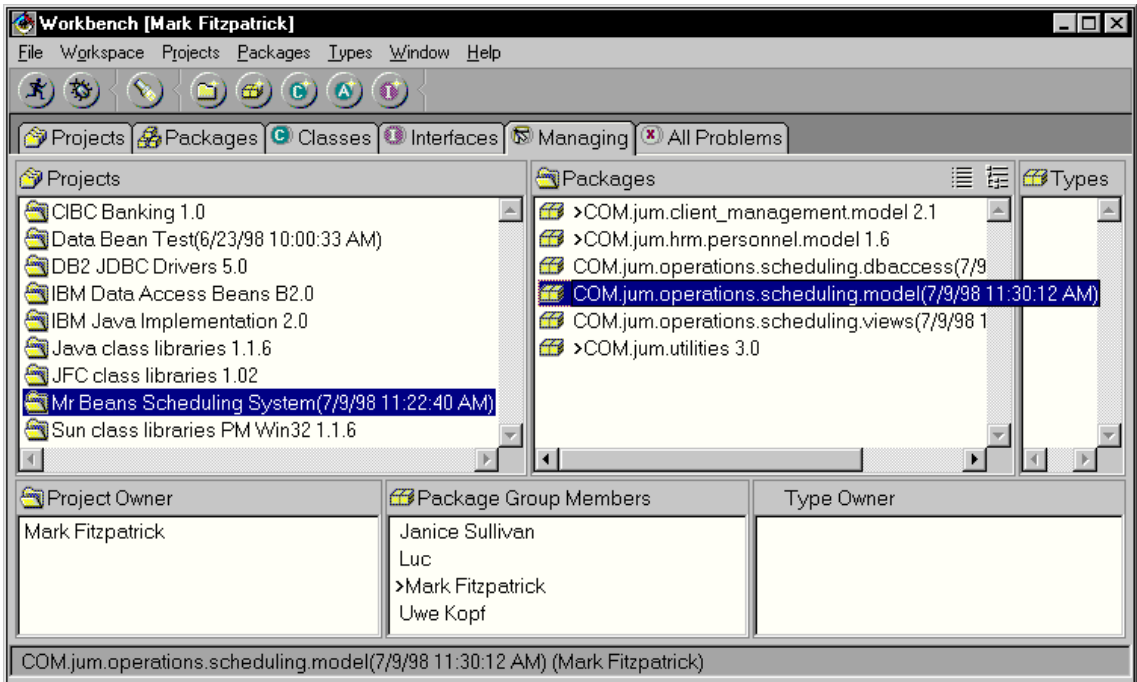 Workbench [Mark Fitzpatrick]
File Workspace Projects Packages Types Window Help
Projects Packages Classes Interfaces Managing All Problems
Projects
CIBC Banking 1.0
Data Bean Test(6/23/98 10:00:33 AM)
DB2 JDBC Drivers 5.0
IBM Data Access Beans B2.0
IBM Java Implementation 2.0
Java class libraries 1.1.6
JFC class libraries 1.02
Mr Beans Scheduling System(7/9/98 11:22:40 AM)
Sun class libraries PM Win32 1.1.6
Packages
>COM.jum.client_management.model 2.1
>COM.jum.hrm.personnel.model 1.6
COM.jum.operations.scheduling.dbaccess(7/9
COM.jum.operations.scheduling.model(7/9/98 11:30:12 AM)
COM.jum.operations.scheduling.views(7/9/98 1
>COM.jum.utilities 3.0
Types
Project Owner
Mark Fitzpatrick
Package Group Members
Janice Sullivan
Luc
>Mark Fitzpatrick
Uwe Kopf
Type Owner
COM.jum.operations.scheduling.model(7/9/98 11:30:12 AM) (Mark Fitzpatrick)